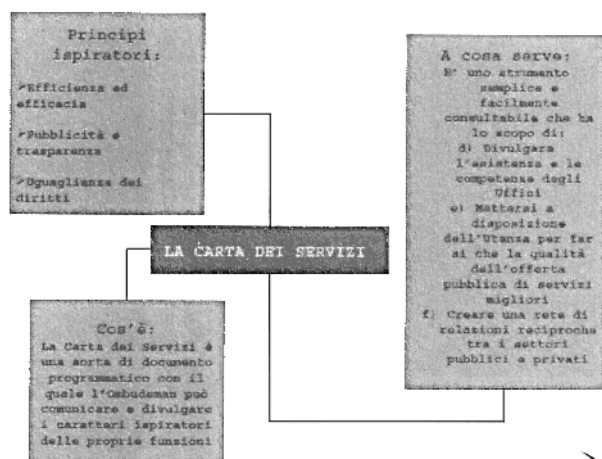 Principi
ispiratori:
➢Efficienza ed
efficacia
➢Pubblicità e
trasparenza
➢Uguaglianza dei
diritti
A cosa serve:
E' uno strumento
semplice e
facilmente
consultabile che ha
lo scopo di:
d) Divulgare
l'esistenza e le
competenze degli
Uffici
e) Mettersi a
disposizione
dell'Utenza per far
si che la qualità
dell'offerta
pubblica di servizi
migliori
f) Creare una rete di
relazioni reciproche
tra i settori
pubblici e privati
LA CARTA DEI SERVIZI
Cos'è:
La Carta dei Servizi è
una sorta di documento
programmatico con il
quale l'Ombudsman può
comunicare e divulgare
i caratteri ispiratori
delle proprie funzioni